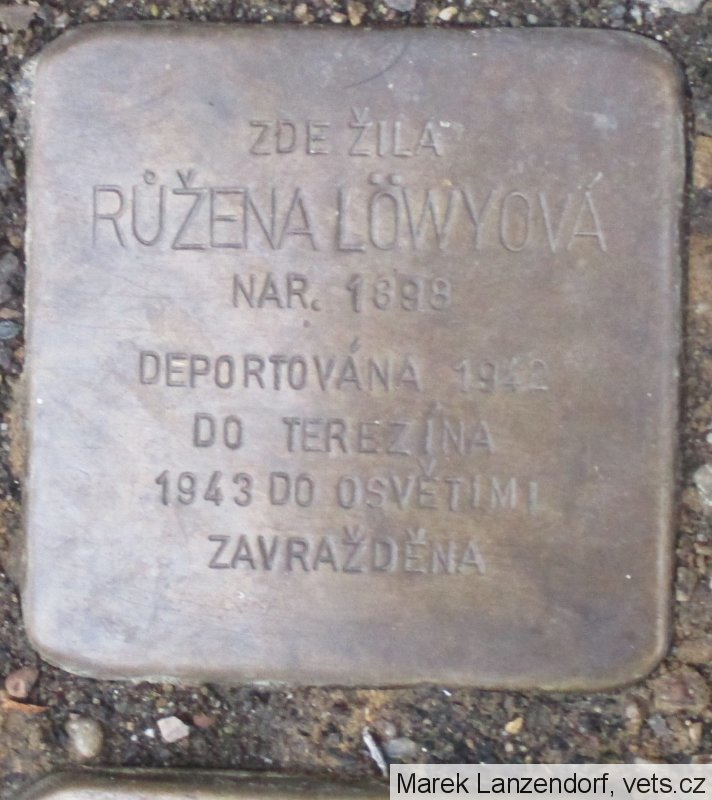 ZDE ŽILA
RŮŽENA LÖWYOVÁ
NAR. 1898
DEPORTOVÁNA 1942
DO TEREZÍNA
1943 DO OSVĚTIMI
ZAVRAŽDĚNA
Marek Lanzendorf, vets.cz